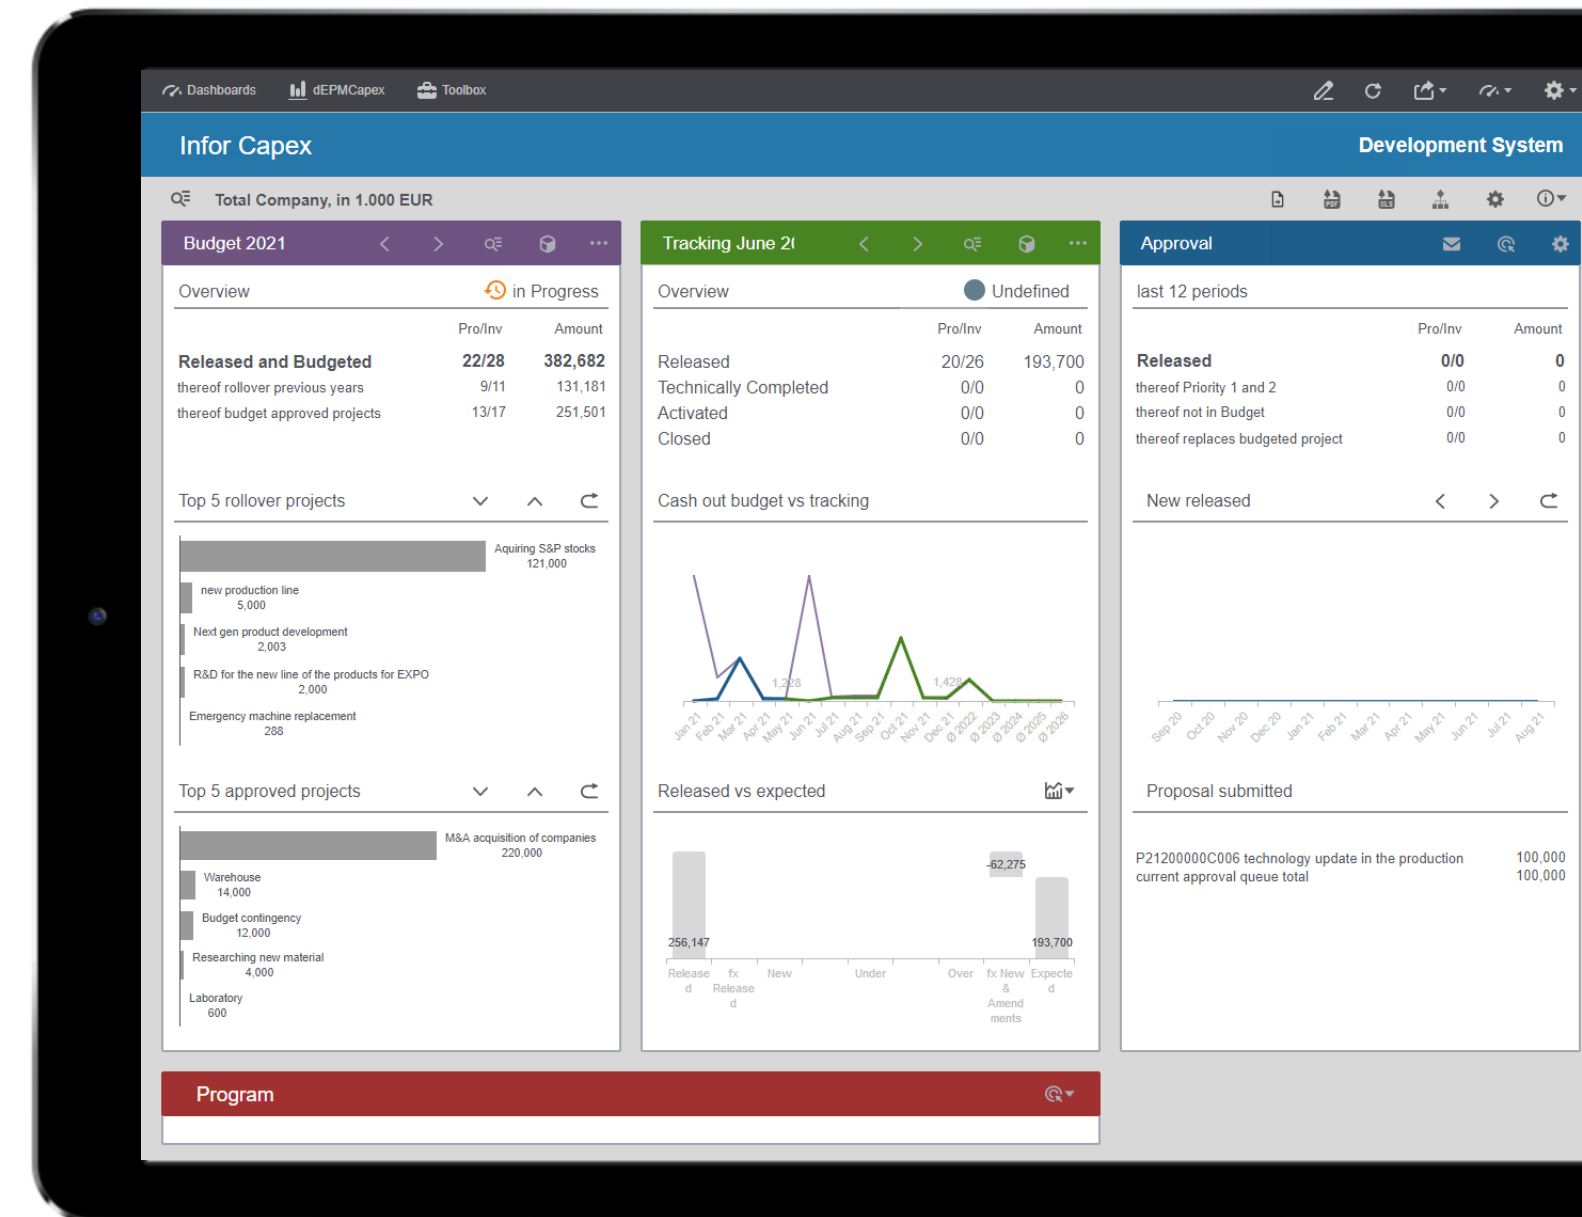 Dashboards dEPMCapex Toolbox
Infor Capex Development System
Total Company, in 1.000 EUR
PDF XLS
Budget 2021
Overview in Progress
Pro/Inv Amount
Released and Budgeted 22/28 382,682
thereof rollover previous years 9/11 131,181
thereof budget approved projects 13/17 251,501
Top 5 rollover projects
Aquiring S&P stocks
121,000
new production line
5,000
Next gen product development
2,003
R&D for the new line of the products for EXPO
2,000
Emergency machine replacement
288
Top 5 approved projects
M&A acquisition of companies
220,000
Warehouse
14,000
Budget contingency
12,000
Researching new material
4,000
Laboratory
600
Tracking June 20
Overview Undefined
Pro/Inv Amount
Released 20/26 193,700
Technically Completed 0/0 0
Activated 0/0 0
Closed 0/0 0
Cash out budget vs tracking
1,228 1,428
Jan 21 Feb 21 Mar 21 Apr 21 May 21 Jun 21 Jul 21 Aug 21 Sep 21 Oct 21 Nov 21 Dec 21 Ø 2022 Ø 2023 Ø 2024 Ø 2025 Ø 2026
Released vs expected
-62,275
256,147 193,700
Release fx New Under Over fx New Expecte
d Release & d
d Amend
ments
Approval
last 12 periods
Pro/Inv Amount
Released 0/0 0
thereof Priority 1 and 2 0/0 0
thereof not in Budget 0/0 0
thereof replaces budgeted project 0/0 0
New released
Sep 20 Oct 20 Nov 20 Dec 20 Jan 21 Feb 21 Mar 21 Apr 21 May 21 Jun 21 Jul 21 Aug 21
Proposal submitted
P21200000C006 technology update in the production 100,000
current approval queue total 100,000
Program